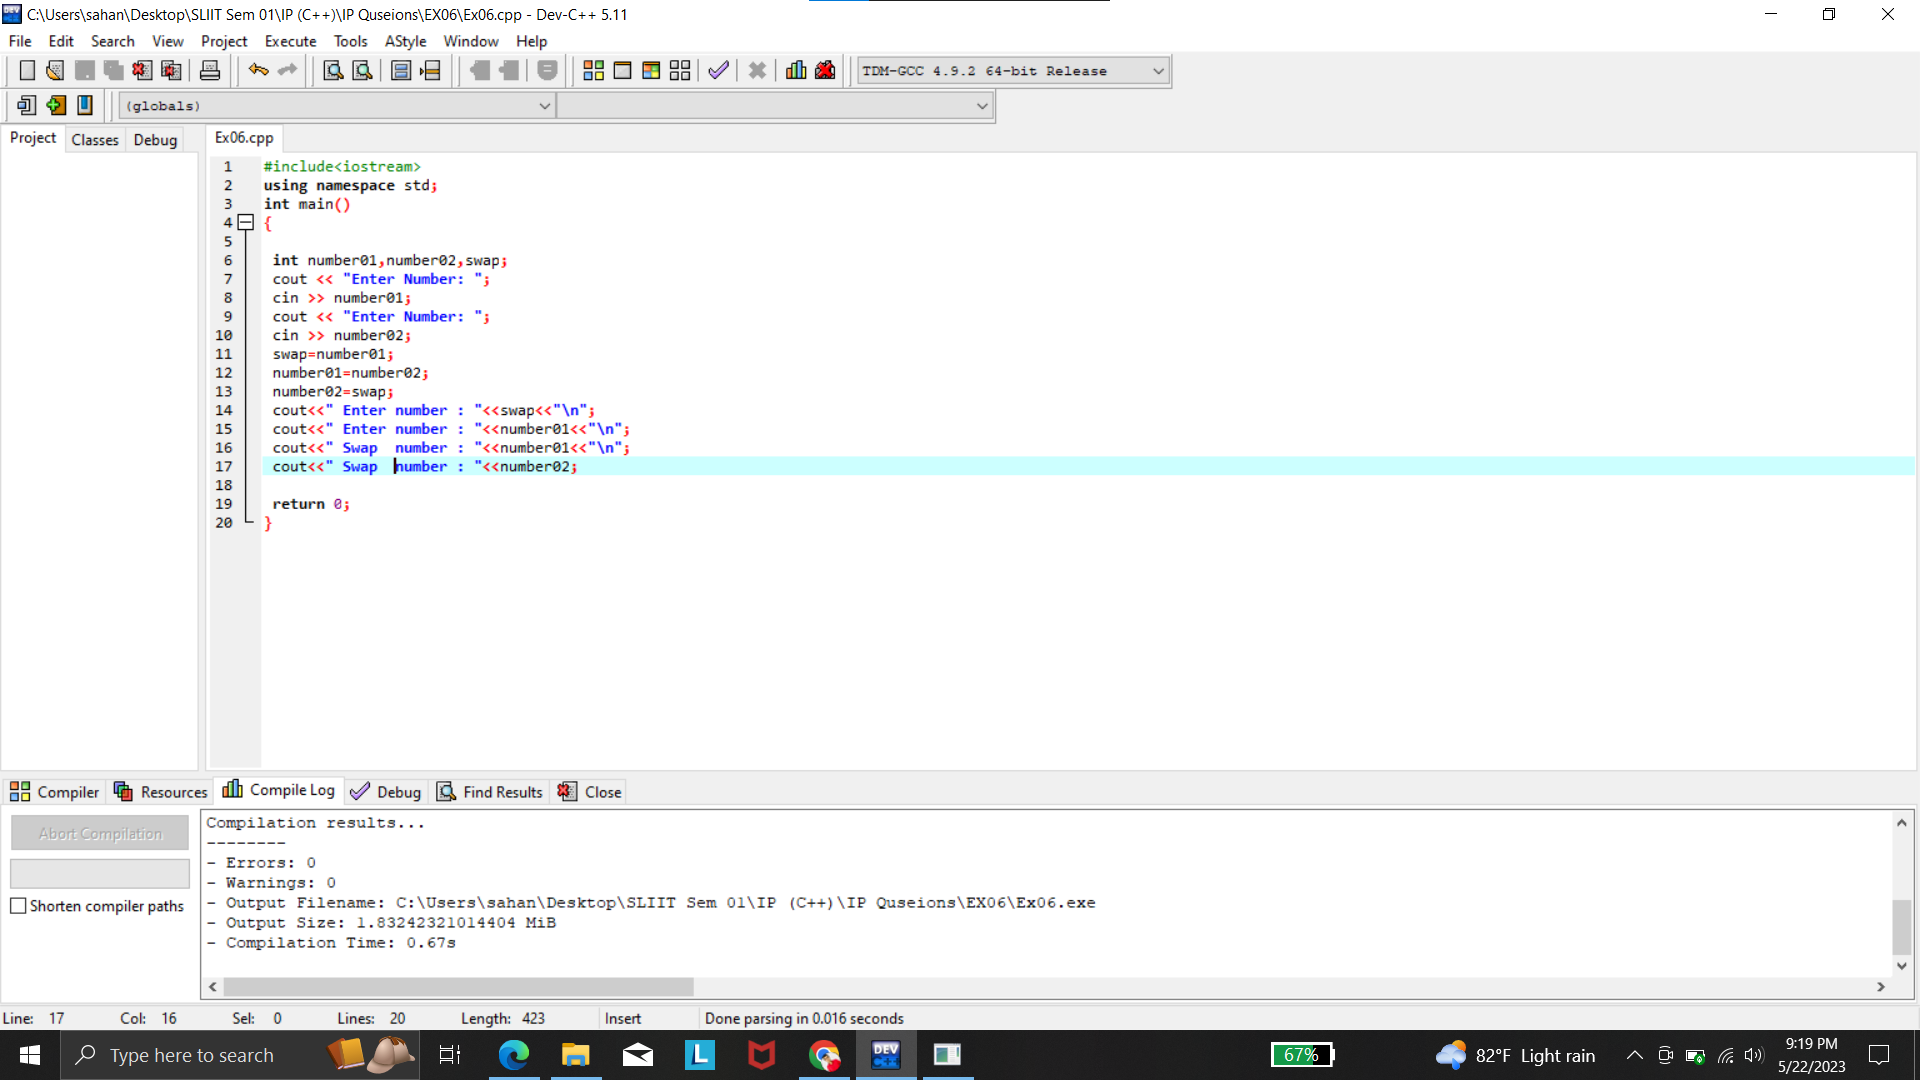 C:\Users\sahan\Desktop\SLIIT Sem 01\IP (C++)\IP Quseions\EX06\Ex06.cpp - Dev-C++ 5.11
File Edit Search View Project Execute Tools AStyle Window Help
TDM-GCC 4.9.2 64-bit Release
(globals)
Project Classes Debug Ex06.cpp
1 #include<iostream>
2 using namespace std;
3 int main()
4 {
5
6 int number01,number02,swap;
7 cout << "Enter Number: ";
8 cin >> number01;
9 cout << "Enter Number: ";
10 cin >> number02;
11 swap=number01;
12 number01=number02;
13 number02=swap;
14 cout<<" Enter number : "<<swap<<"\n";
15 cout<<" Enter number : "<<number01<<"\n";
16 cout<<" Swap  number : "<<number01<<"\n";
17 cout<<" Swap  number : "<<number02;
18
19 return 0;
20 }
Compiler Resources Compile Log Debug Find Results Close
Abort Compilation
Shorten compiler paths
Compilation results...
--------
- Errors: 0
- Warnings: 0
- Output Filename: C:\Users\sahan\Desktop\SLIIT Sem 01\IP (C++)\IP Quseions\EX06\Ex06.exe
- Output Size: 1.83242321014404 MiB
- Compilation Time: 0.67s
Line: 17 Col: 16 Sel: 0 Lines: 20 Length: 423 Insert Done parsing in 0.016 seconds
Type here to search
L
DEV C++
67%
82°F Light rain
9:19 PM
5/22/2023